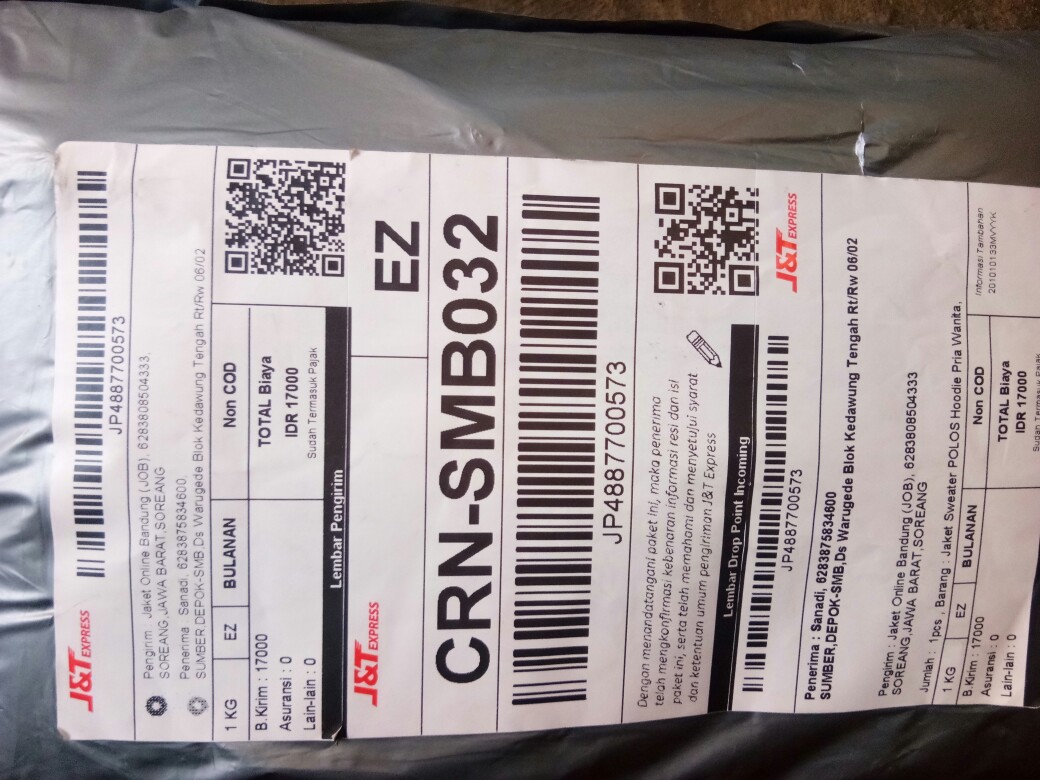 J&T EXPRESS
JP4887700573
Pengirim : Jaket Online Bandung (JOB), 6283808504333,
SOREANG,JAWA BARAT,SOREANG
Penerima : Sanadi, 6283875834600,
SUMBER,DEPOK-SMB,Ds Warugede Blok Kedawung Tengah Rt/Rw 06/02
1 KG EZ BULANAN Non COD
B.Kirim : 17000
Asuransi : 0
Lain-lain : 0
TOTAL Biaya
IDR 17000
Sudah Termasuk Pajak
Lembar Pengirim
J&T EXPRESS
EZ
CRN-SMB032
JP4887700573
Dengan menandatangani paket ini, maka penerima
telah mengkonfirmasi kebenaran informasi resi dan isi
paket ini, serta telah memahami dan menyetujui syarat
dan ketentuan umum pengiriman J&T Express
Lembar Drop Point Incoming
J&T EXPRESS
JP4887700573
Penerima : Sanadi, 6283875834600
SUMBER,DEPOK-SMB,Ds Warugede Blok Kedawung Tengah Rt/Rw 06/02
Pengirim : Jaket Online Bandung (JOB), 6283808504333
SOREANG,JAWA BARAT,SOREANG
Jumlah : 1pcs , Barang : Jaket Sweater POLOS Hoodie Pria Wanita,
1 KG EZ BULANAN Non COD
Informasi Tambahan
201010133MVYYK
B.Kirim : 17000
Asuransi : 0
Lain-lain : 0
TOTAL Biaya
IDR 17000
Sudah Termasuk Pajak